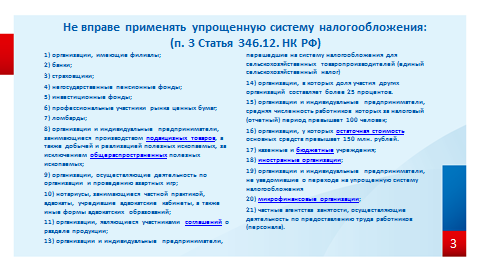 Не вправе применять упрощенную систему налогообложения:
(п. 3 Статья 346.12. НК РФ)
1) организации, имеющие филиалы;
2) банки;
3) страховщики;
4) негосударственные пенсионные фонды;
5) инвестиционные фонды;
6) профессиональные участники рынка ценных бумаг;
7) ломбарды;
8) организации и индивидуальные предприниматели,
занимающиеся производством подакцизных товаров, а
также добычей и реализацией полезных ископаемых, за
исключением общераспространенных полезных
ископаемых;
9) организации, осуществляющие деятельность по
организации и проведению азартных игр;
10) нотариусы, занимающиеся частной практикой,
адвокаты, учредившие адвокатские кабинеты, а также
иные формы адвокатских образований;
11) организации, являющиеся участниками соглашений о
разделе продукции;
13) организации и индивидуальные предприниматели,
перешедшие на систему налогообложения для
сельскохозяйственных товаропроизводителей (единый
сельскохозяйственный налог)
14) организации, в которых доля участия других
организаций составляет более 25 процентов.
15) организации и индивидуальные предприниматели,
средняя численность работников которых за налоговый
(отчетный) период превышает 100 человек;
16) организации, у которых остаточная стоимость
основных средств превышает 150 млн. рублей.
17) казенные и бюджетные учреждения;
18) иностранные организации;
19) организации и индивидуальные предприниматели,
не уведомившие о переходе на упрощенную систему
налогообложения
20) микрофинансовые организации;
21) частные агентства занятости, осуществляющие
деятельность по предоставлению труда работников
(персонала).
3